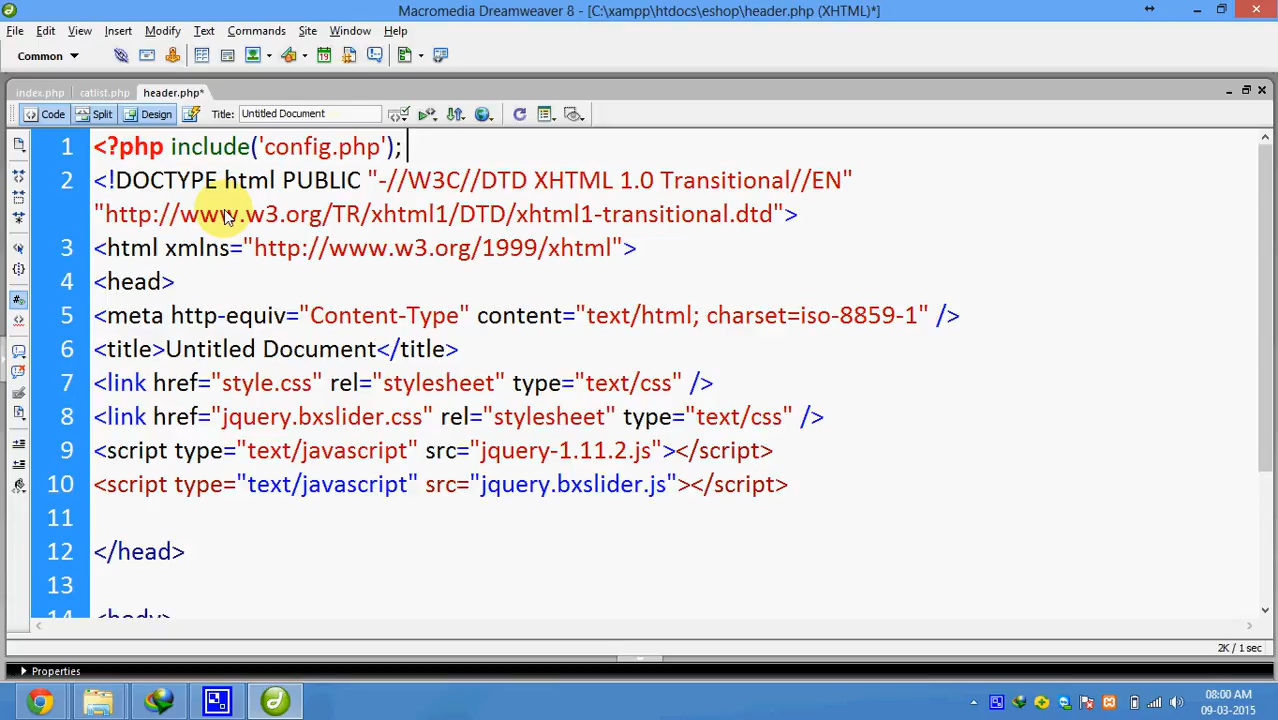 Macromedia Dreamweaver 8 - [C:\xampp\htdocs\eshop\header.php (XHTML)*]
File Edit View Insert Modify Text Commands Site Window Help
Common
index.php catlist.php header.php*
Code Split Design Title: Untitled Document
1 <?php include('config.php');
2 <!DOCTYPE html PUBLIC "-//W3C//DTD XHTML 1.0 Transitional//EN"
"http://www.w3.org/TR/xhtml1/DTD/xhtml1-transitional.dtd">
3 <html xmlns="http://www.w3.org/1999/xhtml">
4 <head>
5 <meta http-equiv="Content-Type" content="text/html; charset=iso-8859-1" />
6 <title>Untitled Document</title>
7 <link href="style.css" rel="stylesheet" type="text/css" />
8 <link href="jquery.bxslider.css" rel="stylesheet" type="text/css" />
9 <script type="text/javascript" src="jquery-1.11.2.js"></script>
10 <script type="text/javascript" src="jquery.bxslider.js"></script>
11
12 </head>
13
14 <body>
2K / 1 sec
Properties
08:00 AM
09-03-2015